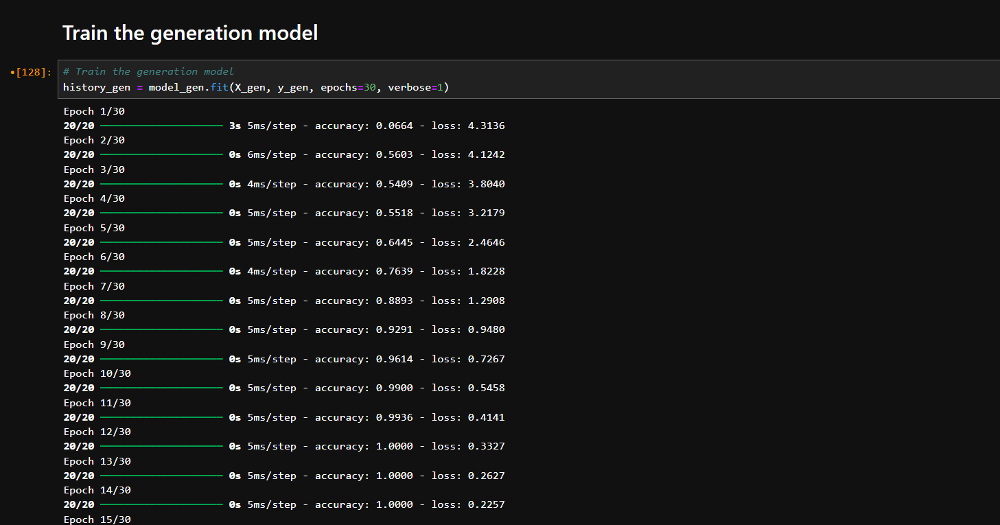 Train the generation model
•[128]:
# Train the generation model
history_gen = model_gen.fit(X_gen, y_gen, epochs=30, verbose=1)
Epoch 1/30
20/20 ━━━━━━━━━━━━━━━━━━━━ 3s 5ms/step - accuracy: 0.0664 - loss: 4.3136
Epoch 2/30
20/20 ━━━━━━━━━━━━━━━━━━━━ 0s 6ms/step - accuracy: 0.5603 - loss: 4.1242
Epoch 3/30
20/20 ━━━━━━━━━━━━━━━━━━━━ 0s 4ms/step - accuracy: 0.5409 - loss: 3.8040
Epoch 4/30
20/20 ━━━━━━━━━━━━━━━━━━━━ 0s 5ms/step - accuracy: 0.5518 - loss: 3.2179
Epoch 5/30
20/20 ━━━━━━━━━━━━━━━━━━━━ 0s 5ms/step - accuracy: 0.6445 - loss: 2.4646
Epoch 6/30
20/20 ━━━━━━━━━━━━━━━━━━━━ 0s 4ms/step - accuracy: 0.7639 - loss: 1.8228
Epoch 7/30
20/20 ━━━━━━━━━━━━━━━━━━━━ 0s 5ms/step - accuracy: 0.8893 - loss: 1.2908
Epoch 8/30
20/20 ━━━━━━━━━━━━━━━━━━━━ 0s 5ms/step - accuracy: 0.9291 - loss: 0.9480
Epoch 9/30
20/20 ━━━━━━━━━━━━━━━━━━━━ 0s 5ms/step - accuracy: 0.9614 - loss: 0.7267
Epoch 10/30
20/20 ━━━━━━━━━━━━━━━━━━━━ 0s 5ms/step - accuracy: 0.9900 - loss: 0.5458
Epoch 11/30
20/20 ━━━━━━━━━━━━━━━━━━━━ 0s 5ms/step - accuracy: 0.9936 - loss: 0.4141
Epoch 12/30
20/20 ━━━━━━━━━━━━━━━━━━━━ 0s 5ms/step - accuracy: 1.0000 - loss: 0.3327
Epoch 13/30
20/20 ━━━━━━━━━━━━━━━━━━━━ 0s 5ms/step - accuracy: 1.0000 - loss: 0.2627
Epoch 14/30
20/20 ━━━━━━━━━━━━━━━━━━━━ 0s 5ms/step - accuracy: 1.0000 - loss: 0.2257
Epoch 15/30